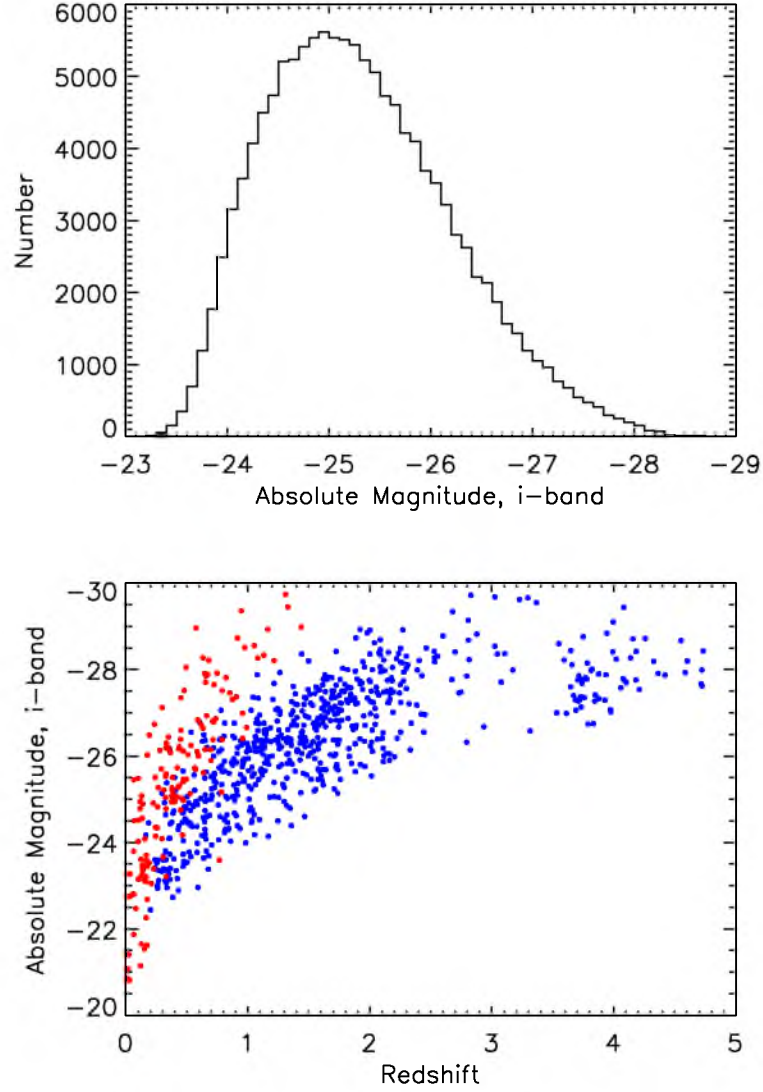 6000
5000
4000
3000
2000
1000
0
Number
-23 -24 -25 -26 -27 -28 -29
Absolute Magnitude, i-band
-30
-28
-26
-24
-22
-20
Absolute Magnitude, i-band
0 1 2 3 4 5
Redshift